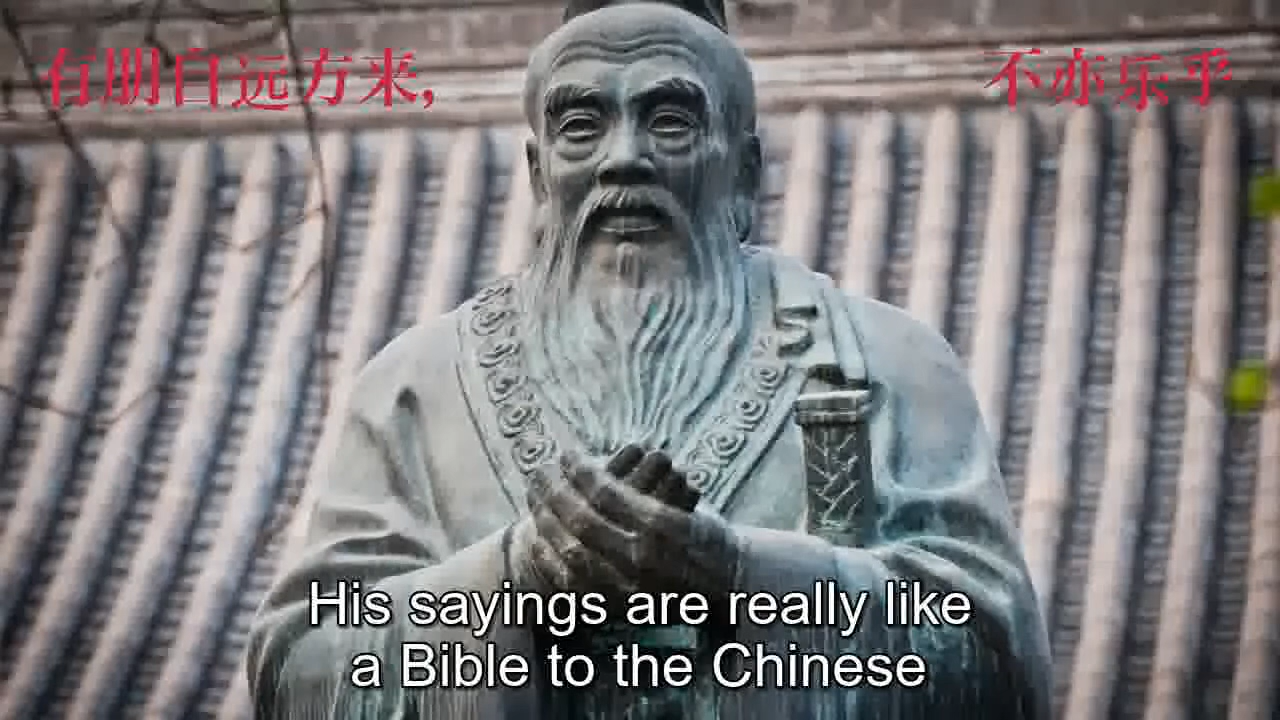 有朋自远方来, 不亦乐乎
His sayings are really like
a Bible to the Chinese